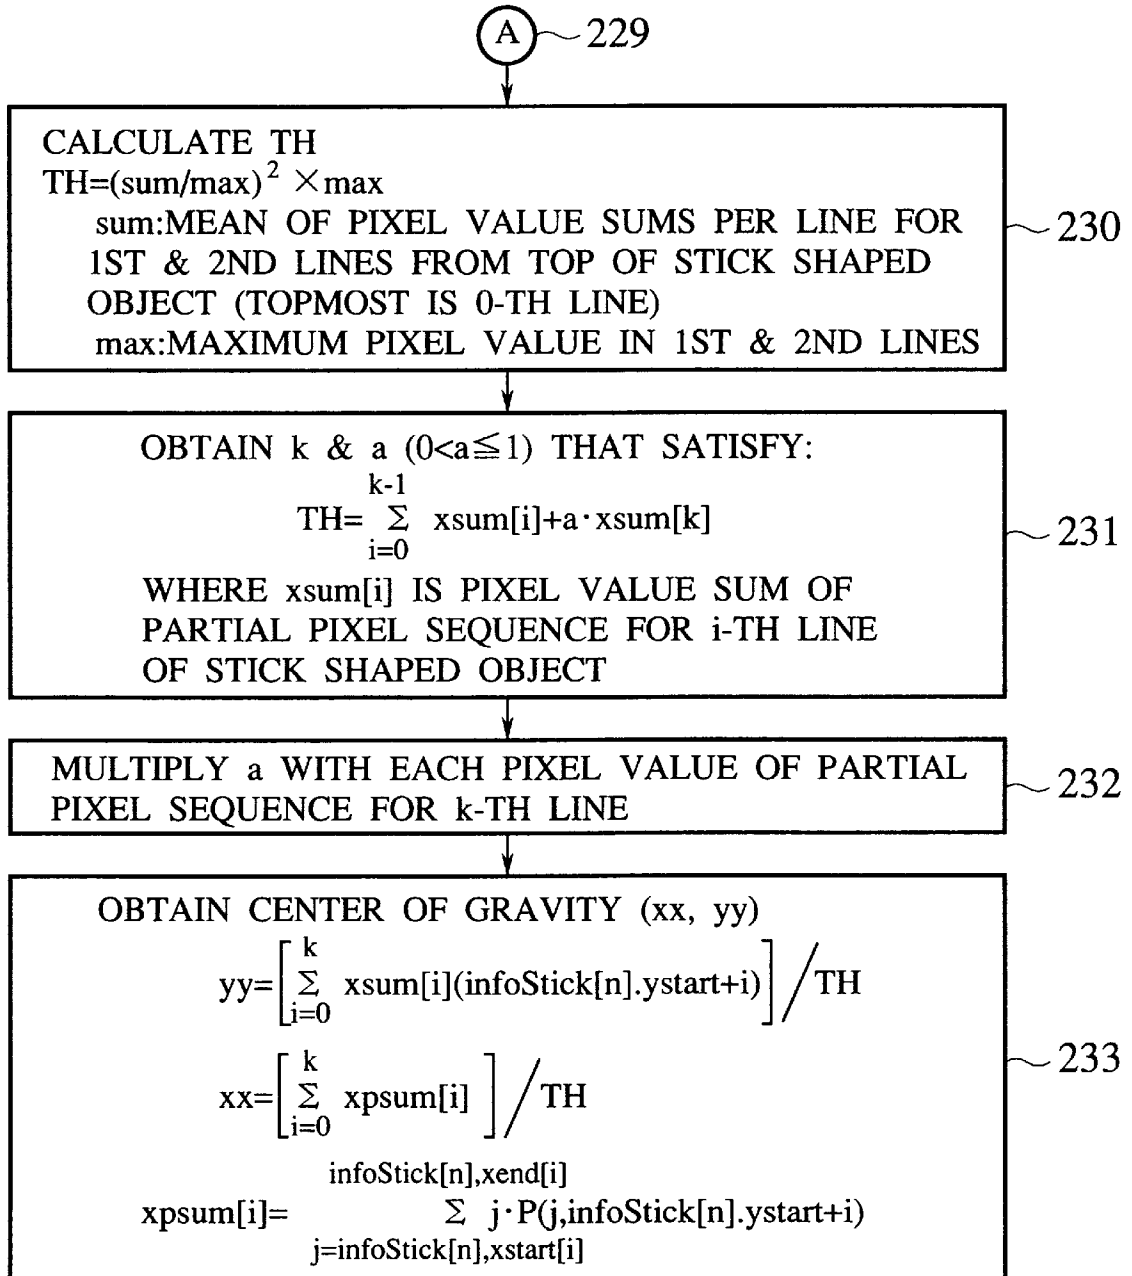 A 229
CALCULATE TH
TH=(sum/max)² ×max
sum:MEAN OF PIXEL VALUE SUMS PER LINE FOR
1ST & 2ND LINES FROM TOP OF STICK SHAPED
OBJECT (TOPMOST IS 0-TH LINE)
max:MAXIMUM PIXEL VALUE IN 1ST & 2ND LINES
230
OBTAIN k & a (0<a≦1) THAT SATISFY:
k-1
TH= Σ xsum[i]+a·xsum[k]
i=0
WHERE xsum[i] IS PIXEL VALUE SUM OF
PARTIAL PIXEL SEQUENCE FOR i-TH LINE
OF STICK SHAPED OBJECT
231
MULTIPLY a WITH EACH PIXEL VALUE OF PARTIAL
PIXEL SEQUENCE FOR k-TH LINE
232
OBTAIN CENTER OF GRAVITY (xx, yy)
k
yy=[ Σ xsum[i](infoStick[n].ystart+i)] / TH
i=0
k
xx=[ Σ xpsum[i] ] / TH
i=0
infoStick[n],xend[i]
xpsum[i]= Σ j·P(j,infoStick[n].ystart+i)
j=infoStick[n],xstart[i]
233